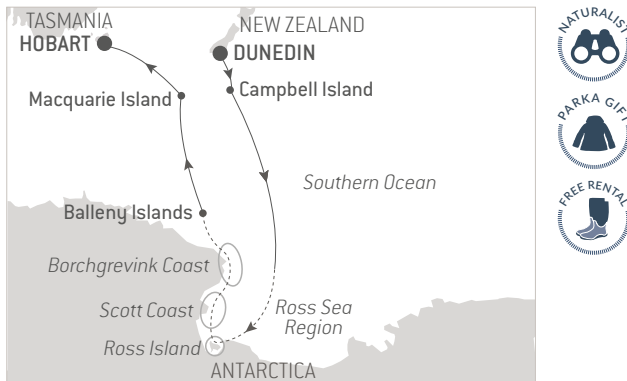 TASMANIA
HOBART
NEW ZEALAND
DUNEDIN
Macquarie Island
Campbell Island
Southern Ocean
Balleny Islands
Borchgrevink Coast
Scott Coast
Ross Sea
Region
Ross Island
ANTARCTICA
NATURALIST
PARKA GIFT
FREE RENTAL